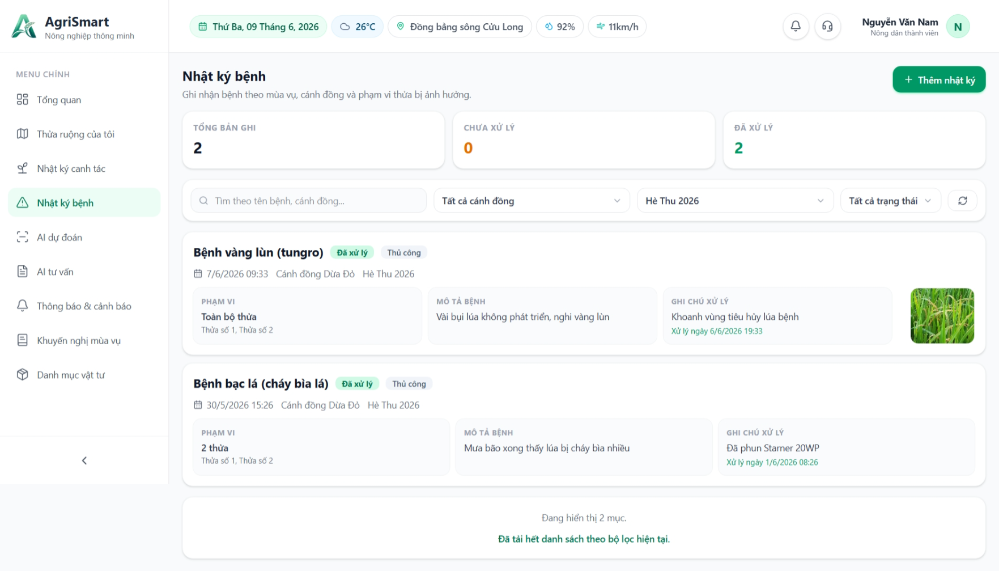 AgriSmart
Nông nghiệp thông minh
Thứ Ba, 09 Tháng 6, 2026
26°C
Đồng bằng sông Cửu Long
92%
11km/h
Nguyễn Văn Nam
Nông dân thành viên
N
MENU CHÍNH
Tổng quan
Thửa ruộng của tôi
Nhật ký canh tác
Nhật ký bệnh
AI dự đoán
AI tư vấn
Thông báo & cảnh báo
Khuyến nghị mùa vụ
Danh mục vật tư
Nhật ký bệnh
Ghi nhận bệnh theo mùa vụ, cánh đồng và phạm vi thửa bị ảnh hưởng.
+ Thêm nhật ký
TỔNG BẢN GHI
2
CHƯA XỬ LÝ
0
ĐÃ XỬ LÝ
2
Tìm theo tên bệnh, cánh đồng...
Tất cả cánh đồng
Hè Thu 2026
Tất cả trạng thái
Bệnh vàng lùn (tungro) Đã xử lý Thủ công
7/6/2026 09:33 Cánh đồng Dừa Đỏ Hè Thu 2026
PHẠM VI
Toàn bộ thửa
Thửa số 1, Thửa số 2
MÔ TẢ BỆNH
Vài bụi lúa không phát triển, nghi vàng lùn
GHI CHÚ XỬ LÝ
Khoanh vùng tiêu hủy lúa bệnh
Xử lý ngày 6/6/2026 19:33
Bệnh bạc lá (cháy bìa lá) Đã xử lý Thủ công
30/5/2026 15:26 Cánh đồng Dừa Đỏ Hè Thu 2026
PHẠM VI
2 thửa
Thửa số 1, Thửa số 2
MÔ TẢ BỆNH
Mưa bão xong thấy lúa bị cháy bìa nhiều
GHI CHÚ XỬ LÝ
Đã phun Starner 20WP
Xử lý ngày 1/6/2026 08:26
Đang hiển thị 2 mục.
Đã tải hết danh sách theo bộ lọc hiện tại.